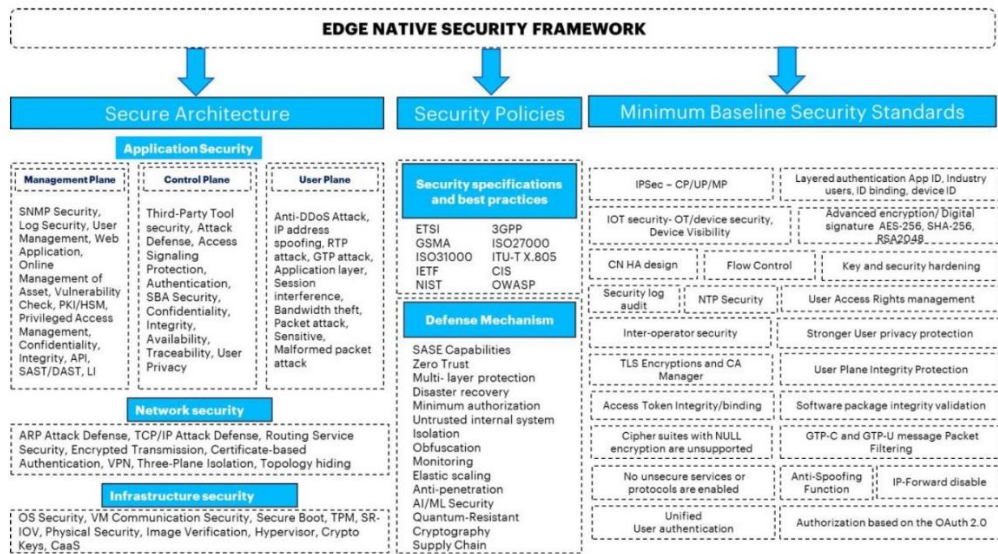 EDGE NATIVE SECURITY FRAMEWORK
Secure Architecture
Application Security
Management Plane
SNMP Security,
Log Security, User
Management, Web
Application,
Online
Management of
Asset, Vulnerability
Check, PKI/HSM,
Privileged Access
Management,
Confidentiality,
Integrity, API,
SAST/DAST, LI
Control Plane
Third-Party Tool
security, Attack
Defense, Access
Signaling
Protection,
Authentication,
SBA Security,
Confidentiality,
Integrity,
Availability,
Traceability, User
Privacy
User Plane
Anti-DDoS Attack,
IP address
spoofing, RTP
attack, GTP attack,
Application layer,
Session
interference,
Bandwidth theft,
Packet attack,
Sensitive,
Malformed packet
attack
Network security
ARP Attack Defense, TCP/IP Attack Defense, Routing Service
Security, Encrypted Transmission, Certificate-based
Authentication, VPN, Three-Plane Isolation, Topology hiding
Infrastructure security
OS Security, VM Communication Security, Secure Boot, TPM, SR-
IOV, Physical Security, Image Verification, Hypervisor, Crypto
Keys, CaaS
Security Policies
Security specifications
and best practices
ETSI 3GPP
GSMA ISO27000
ISO31000 ITU-T X.805
IETF CIS
NIST OWASP
Defense Mechanism
SASE Capabilities
Zero Trust
Multi- layer protection
Disaster recovery
Minimum authorization
Untrusted internal system
Isolation
Obfuscation
Monitoring
Elastic scaling
Anti-penetration
AI/ML Security
Quantum-Resistant
Cryptography
Supply Chain
Minimum Baseline Security Standards
IPSec – CP/UP/MP
Layered authentication App ID, Industry
users, ID binding, device ID
IOT security- OT/device security,
Device Visibility
Advanced encryption/ Digital
signature AES-256, SHA-256,
RSA2048
CN HA design
Flow Control
Key and security hardening
Security log
audit
NTP Security
User Access Rights management
Inter-operator security
Stronger User privacy protection
TLS Encryptions and CA
Manager
User Plane Integrity Protection
Access Token Integrity/binding
Software package integrity validation
Cipher suites with NULL
encryption are unsupported
GTP-C and GTP-U message Packet
Filtering
No unsecure services or
protocols are enabled
Anti-Spoofing
Function
IP-Forward disable
Unified
User authentication
Authorization based on the OAuth 2.0